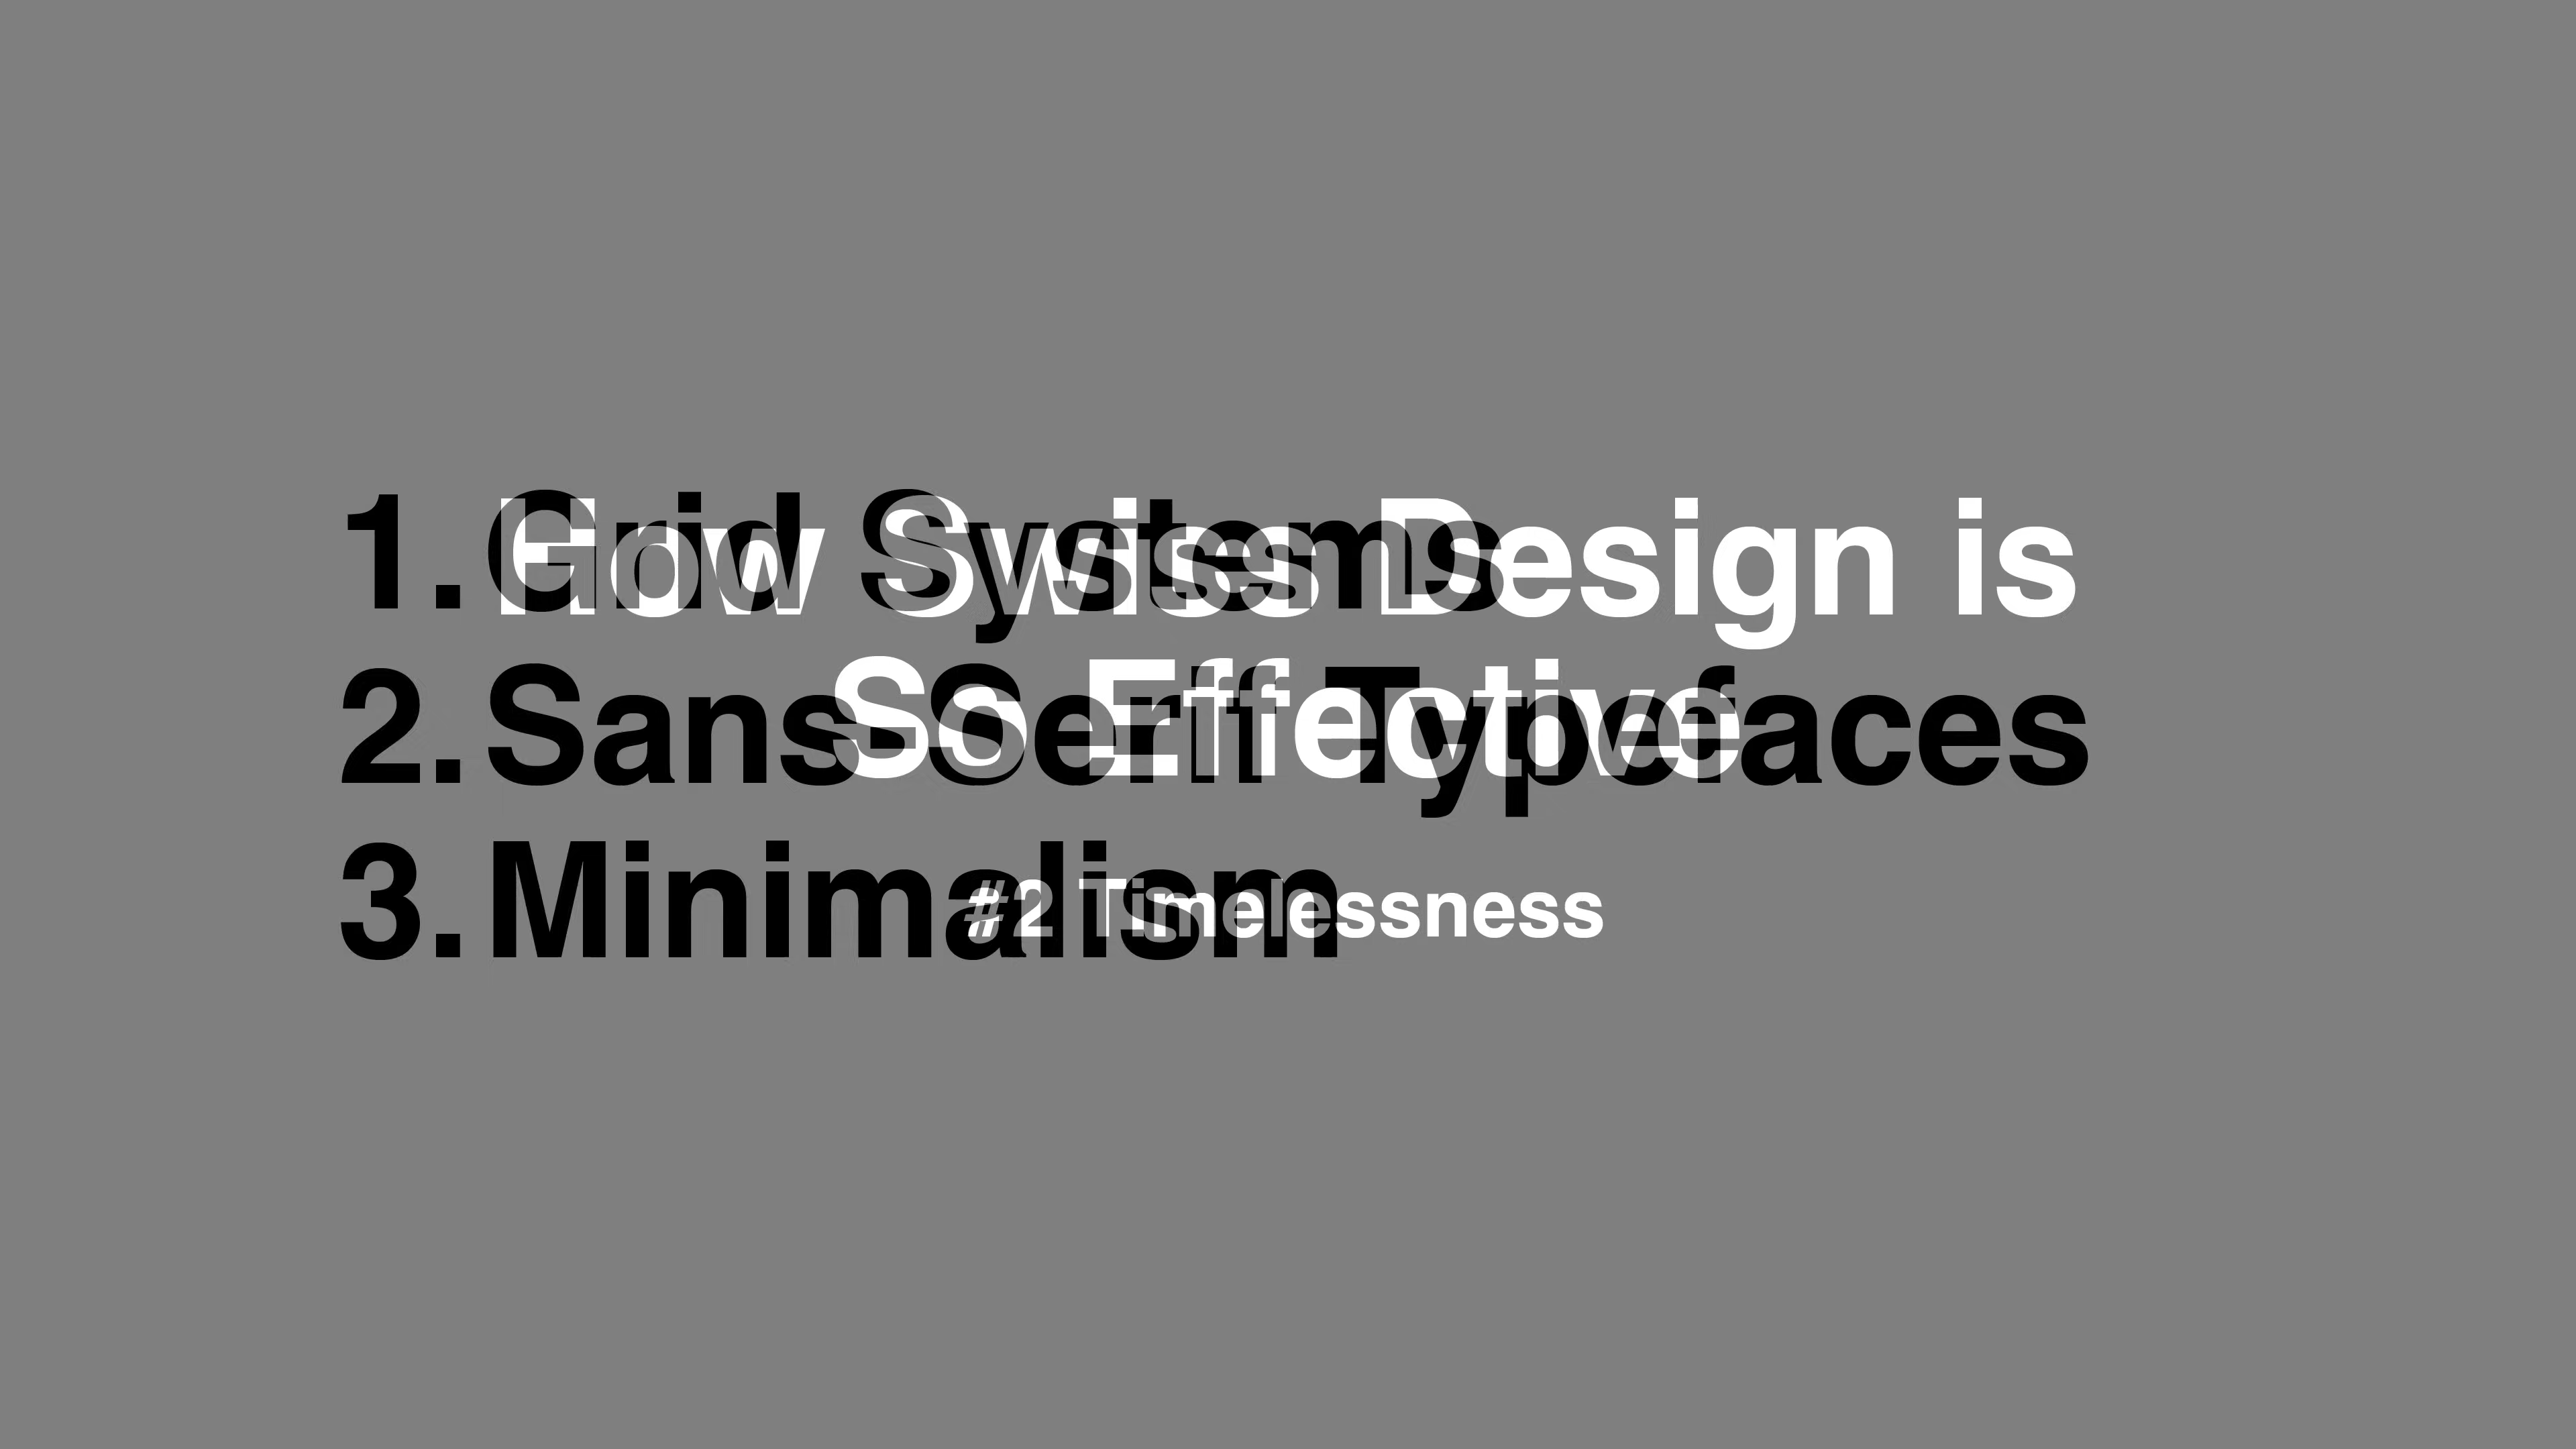 1. Grid Systems
2. Sans-Serif Typefaces
3. Minimalism
How Swiss Design is
So Effective
#2 Timelessness